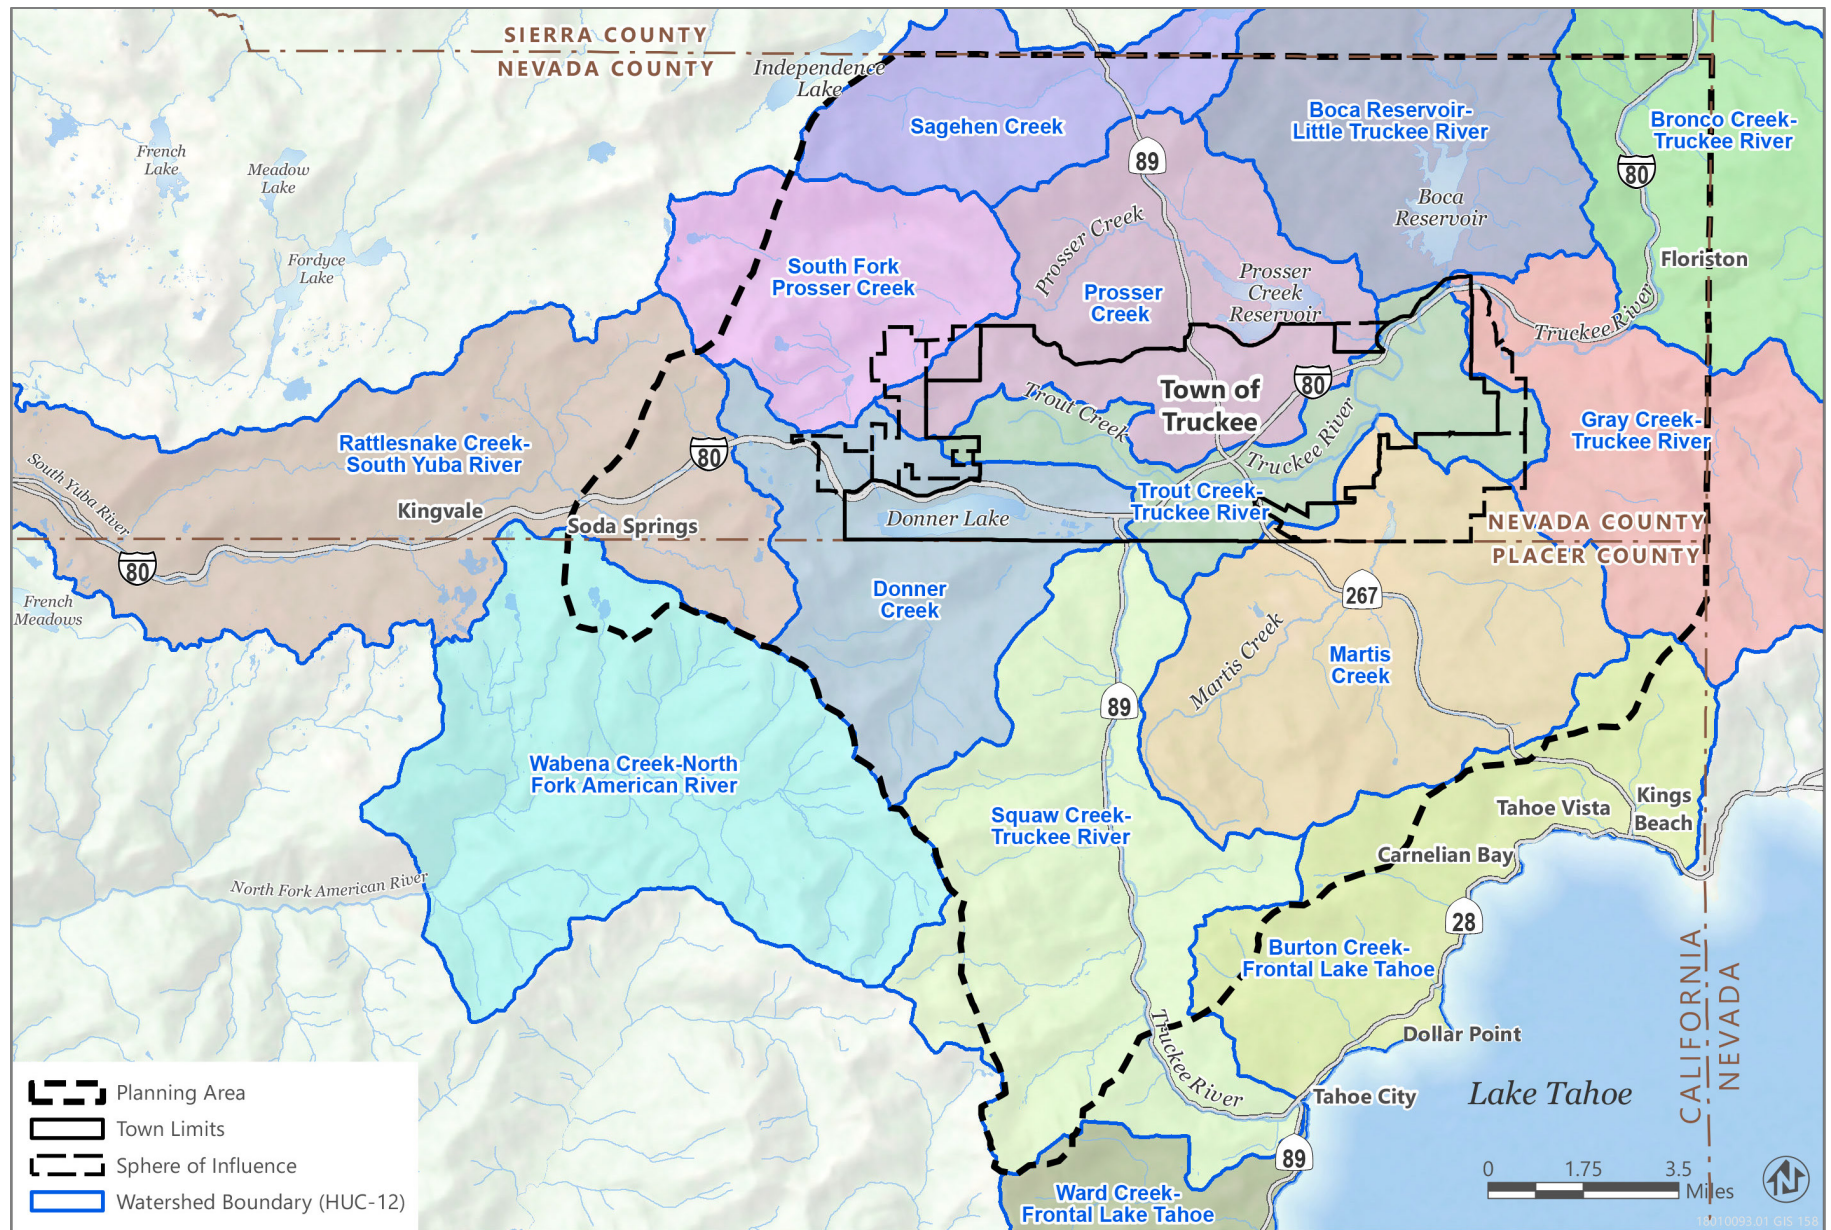 SIERRA COUNTY
NEVADA COUNTY
Independence
Lake
Sagehen Creek
Boca Reservoir-
Little Truckee River
Bronco Creek-
Truckee River
89
80
French
Lake
Meadow
Lake
Boca
Reservoir
Fordyce
Lake
South Fork
Prosser Creek
Prosser Creek
Prosser
Creek
Prosser
Creek
Reservoir
Floriston
Truckee River
Town of
Truckee
80
Trout Creek
Truckee River
Gray Creek-
Truckee River
Rattlesnake Creek-
South Yuba River
80
South Yuba River
Kingvale
Soda Springs
Donner Lake
Trout Creek-
Truckee River
NEVADA COUNTY
PLACER COUNTY
80
French
Meadows
Donner
Creek
267
Martis Creek
Martis
Creek
89
Wabena Creek-North
Fork American River
Squaw Creek-
Truckee River
Tahoe Vista
Kings
Beach
Carnelian Bay
North Fork American River
28
Burton Creek-
Frontal Lake Tahoe
CALIFORNIA
NEVADA
Dollar Point
Truckee River
Tahoe City
Lake Tahoe
89
Ward Creek-
Frontal Lake Tahoe
Planning Area
Town Limits
Sphere of Influence
Watershed Boundary (HUC-12)
0 1.75 3.5
Miles
N
18010093.01 GIS 158